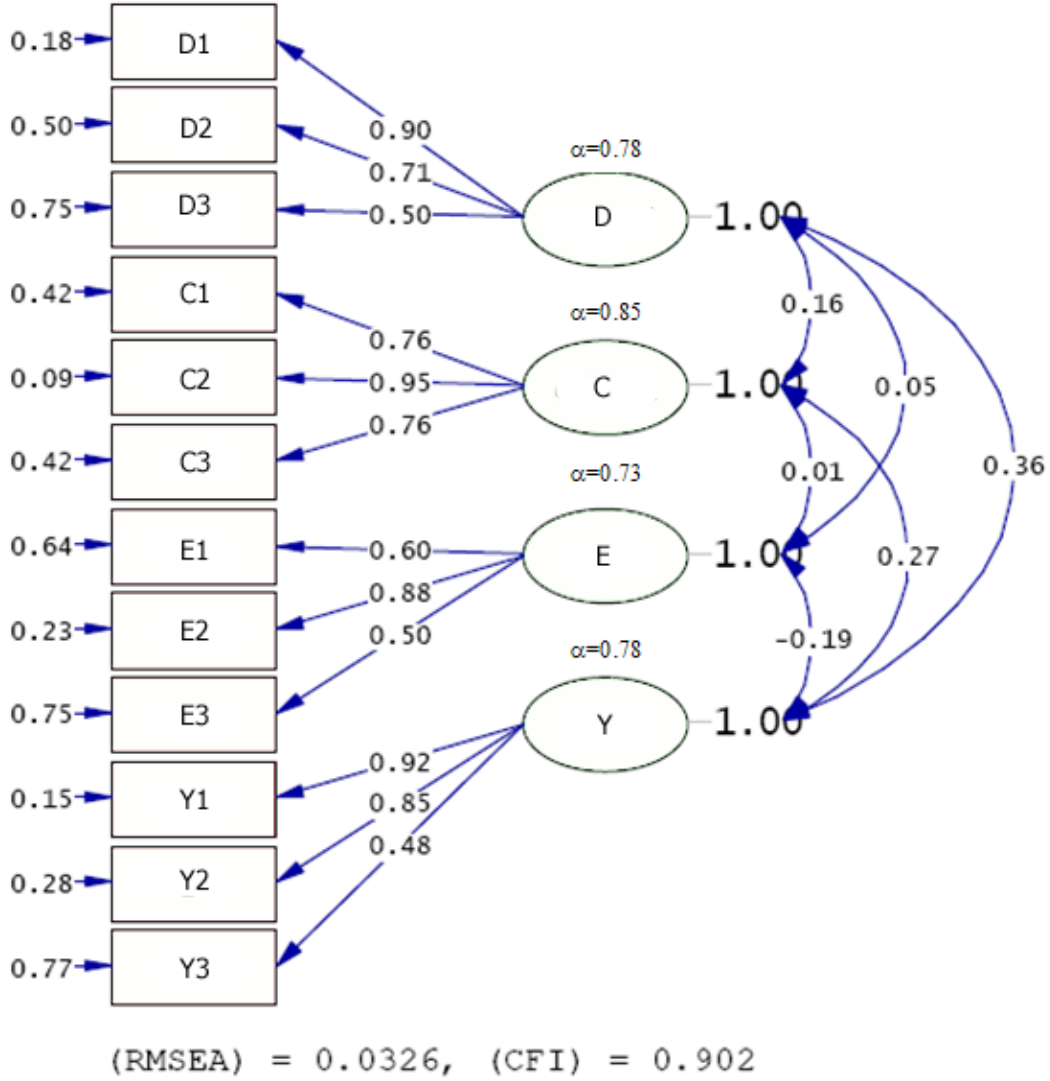 0.18 D1
0.90
0.50 D2
α=0.78
0.71
0.75 D3
0.50
D 1.00
0.42 C1
0.16
α=0.85
0.76
0.09 C2
0.95
C 1.00
0.05
0.76
0.42 C3
α=0.73
0.01
0.36
0.64 E1
0.60
E 1.00
0.27
0.88
0.23 E2
0.50
-0.19
α=0.78
0.75 E3
Y 1.00
0.92
0.15 Y1
0.85
0.48
0.28 Y2
0.77 Y3
(RMSEA) = 0.0326, (CFI) = 0.902